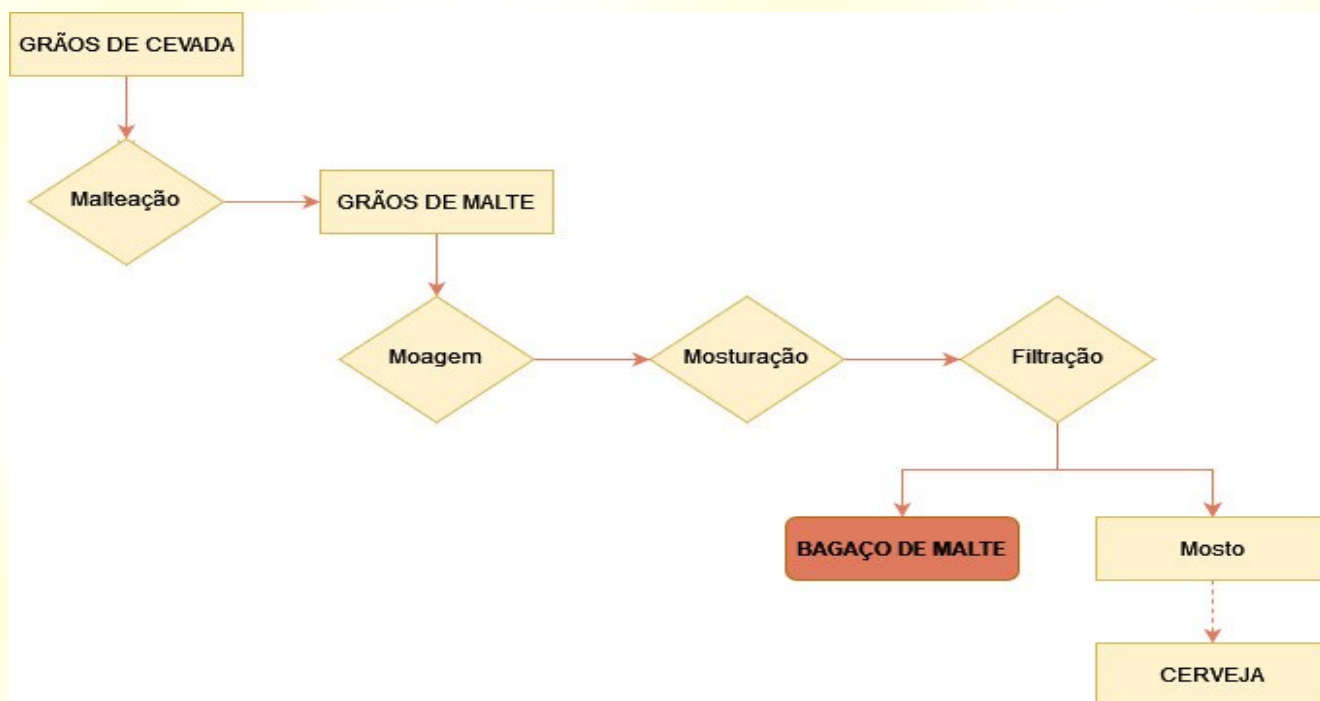 GRÃOS DE CEVADA
Malteação
GRÃOS DE MALTE
Moagem
Mosturação
Filtração
BAGAÇO DE MALTE
Mosto
CERVEJA